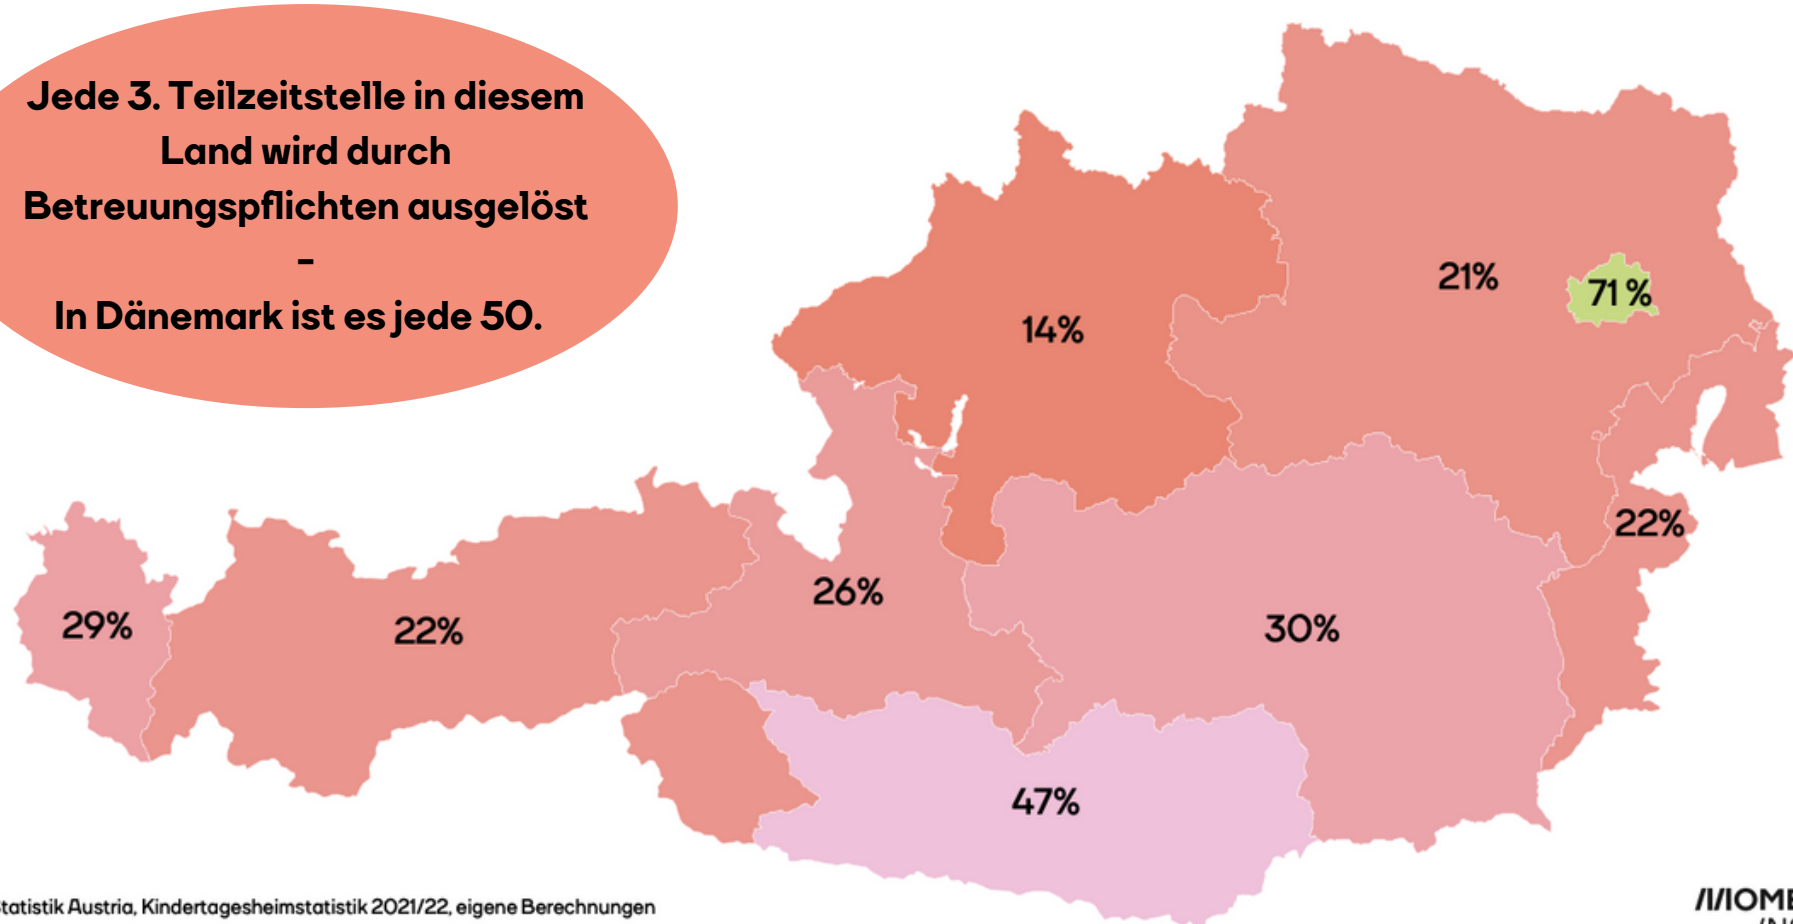 Jede 3. Teilzeitstelle in diesem
Land wird durch
Betreuungspflichten ausgelöst
-
In Dänemark ist es jede 50.
21%
71 %
14%
22%
26%
29%
22%
30%
47%
Statistik Austria, Kindertagesheimstatistik 2021/22, eigene Berechnungen